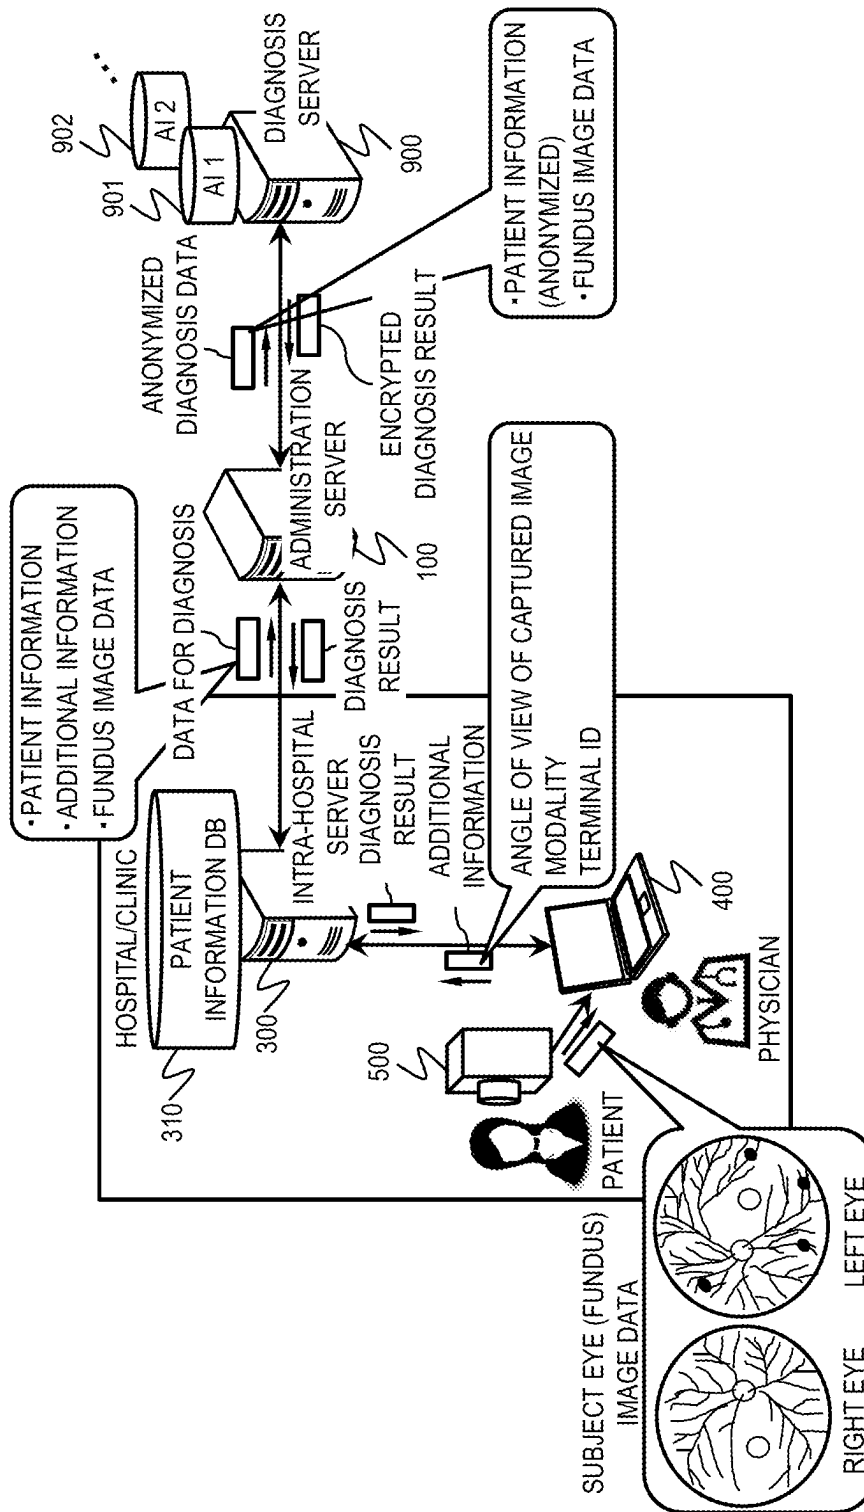 HOSPITAL/CLINIC
310
PATIENT
INFORMATION DB
300
INTRA-HOSPITAL
SERVER
DIAGNOSIS
RESULT
ADDITIONAL
INFORMATION
• PATIENT INFORMATION
• ADDITIONAL INFORMATION
• FUNDUS IMAGE DATA
DATA FOR DIAGNOSIS
DIAGNOSIS
RESULT
ADMINISTRATION
SERVER
100
ANONYMIZED
DIAGNOSIS DATA
ENCRYPTED
DIAGNOSIS RESULT
901
902
AI 1
AI 2
...
DIAGNOSIS
SERVER
900
• PATIENT INFORMATION
(ANONYMIZED)
• FUNDUS IMAGE DATA
ANGLE OF VIEW OF CAPTURED IMAGE
MODALITY
TERMINAL ID
500
PATIENT
400
PHYSICIAN
SUBJECT EYE (FUNDUS)
IMAGE DATA
RIGHT EYE
LEFT EYE